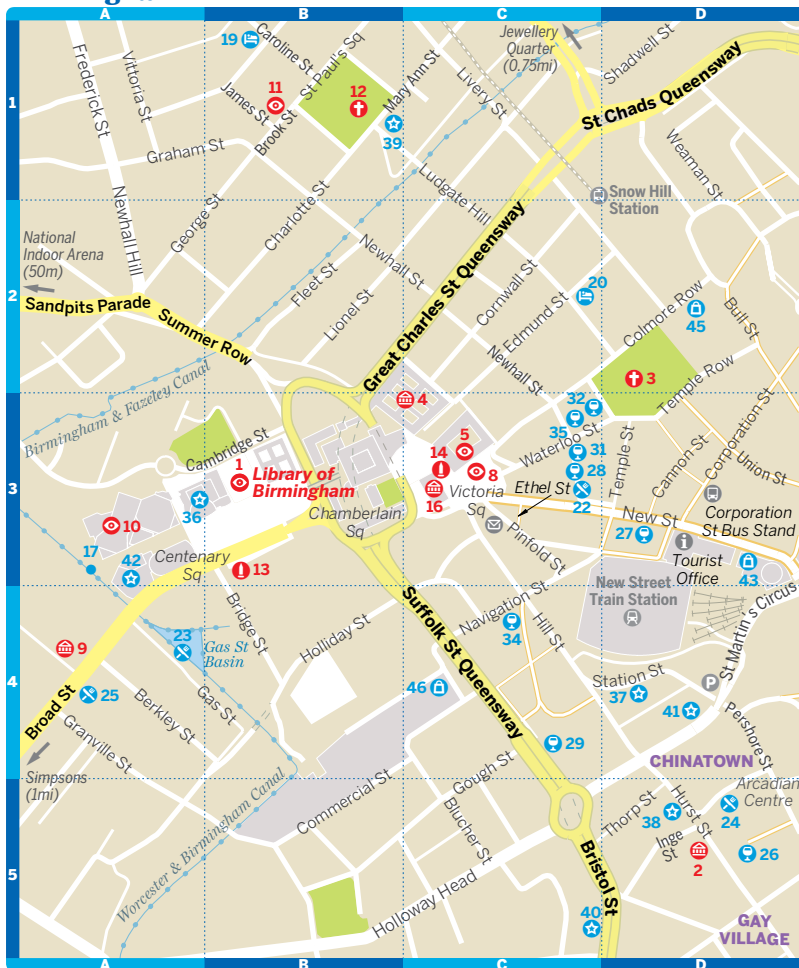 A
B
C
D
19
Caroline St
St Paul's Sq
Jewellery
Quarter
(0.75mi)
Shadwell St
Frederick St
Vittoria St
James St
11
12
Mary Ann St
Livery St
1
Brook St
39
St Chads Queensway
Graham St
Weaman St
Ludgate Hill
Snow Hill
Station
Newhall Hill
George St
Charlotte St
National
Indoor Arena
(50m)
Newhall St
Great Charles St Queensway
Cornwall St
20
2
Fleet St
Lionel St
Edmund St
Colmore Row
45
Bull St
Sandpits Parade
Summer Row
Newhall St
3
Temple Row
Birmingham & Fazeley Canal
4
32
35
Cambridge St
5
Waterloo St
31
Temple St
Cannon St
Corporation St
Union St
1
Library of
Birmingham
14
8
28
3
36
16
Victoria
Sq
Ethel St
22
Chamberlain
Sq
Corporation
St Bus Stand
10
New St
27
17
42
Centenary
Sq
Pinfold St
Tourist
Office
43
13
New Street
Train Station
St Martin's Circus
Bridge St
Suffolk St Queensway
Navigation St
34
Hill St
9
23
Gas St
Basin
Holliday St
4
25
Gas St
46
Station St
37
P
41
Broad St
Berkley St
Pershore St
Granville St
29
CHINATOWN
Simpsons
(1mi)
Commercial St
Gough St
Arcadian
Centre
Worcester & Birmingham Canal
Blucher St
Thorp St
38
Hurst St
24
Inge
St
2
26
5
Bristol St
Holloway Head
40
GAY
VILLAGE
A
B
C
D